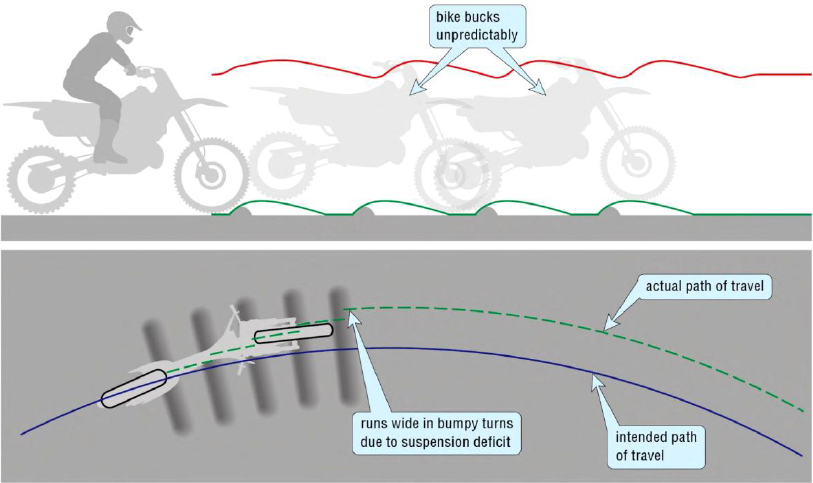 bike bucks
unpredictably
actual path of travel
runs wide in bumpy turns
due to suspension deficit
intended path
of travel